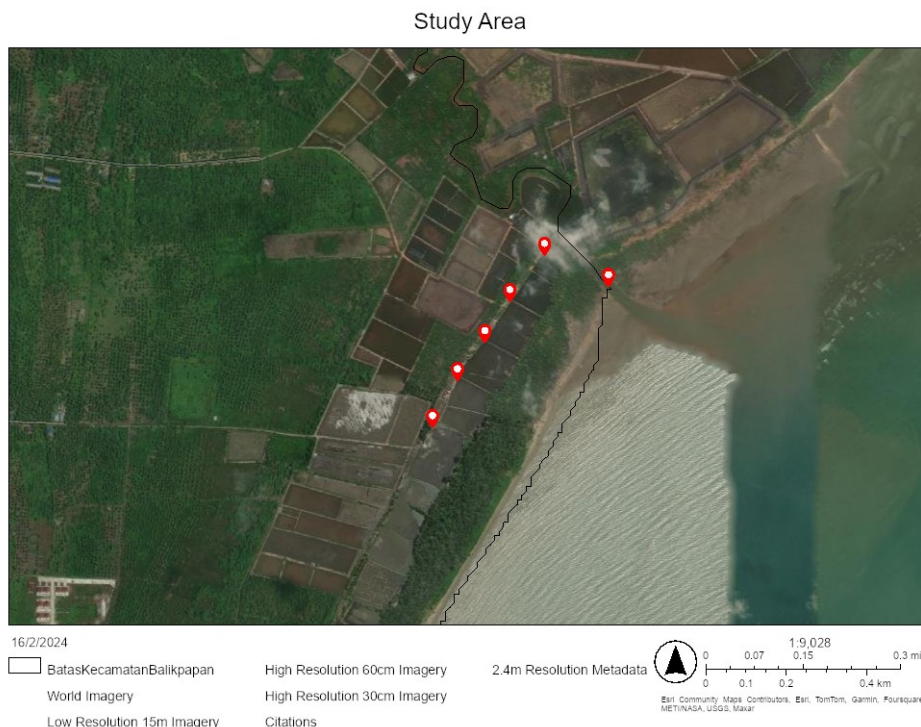 Study Area
16/2/2024
1:9,028
BatasKecamatanBalikpapan
High Resolution 60cm Imagery
2.4m Resolution Metadata
0 0.07 0.15 0.3 mi
0 0.1 0.2 0.4 km
World Imagery
High Resolution 30cm Imagery
Low Resolution 15m Imagery
Citations
Esri Community Maps Contributors, Esri, TomTom, Garmin, Foursquare,
METI/NASA, USGS, Maxar